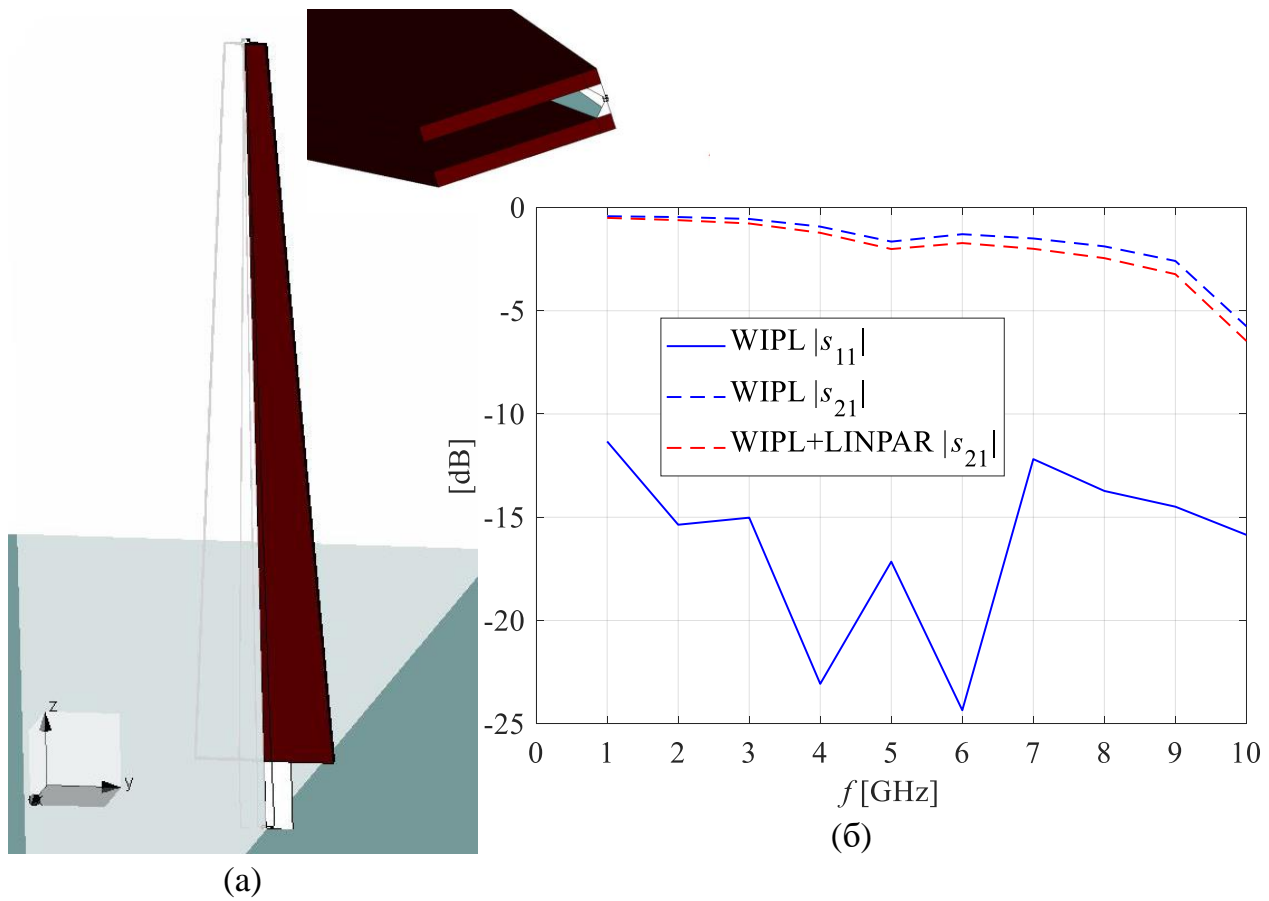 z
y
0
-5
-10
-15
-20
-25
[dB]
WIPL |s₁₁|
WIPL |s₂₁|
WIPL+LINPAR |s₂₁|
0 1 2 3 4 5 6 7 8 9 10
f [GHz]
(а)
(б)